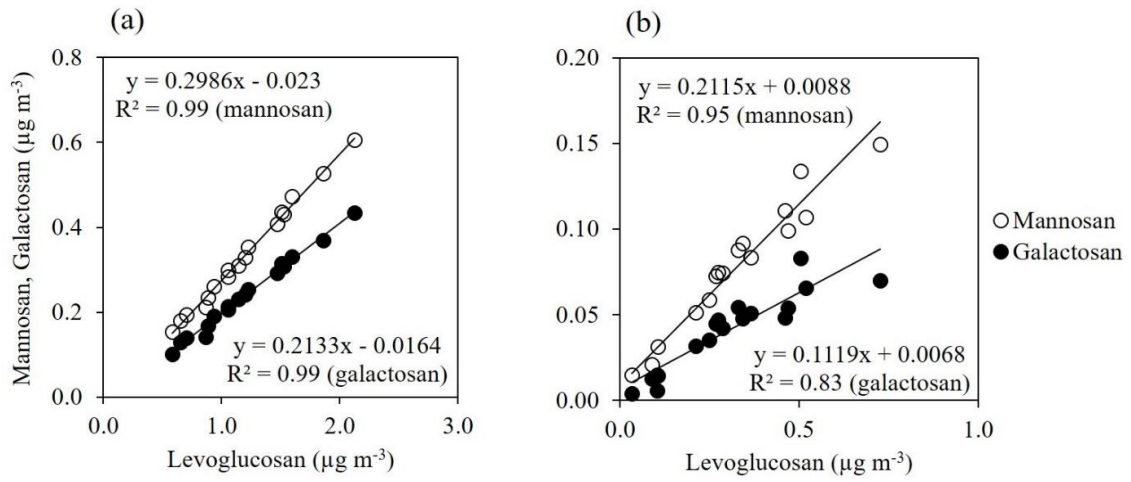 (a)
0.8
0.6
0.4
0.2
0.0
0.0
1.0
2.0
3.0
Mannosan, Galactosan (µg m-3)
Levoglucosan (µg m-3)
y = 0.2986x - 0.023
R² = 0.99 (mannosan)
y = 0.2133x - 0.0164
R² = 0.99 (galactosan)
(b)
0.20
0.15
0.10
0.05
0.00
0.0
0.5
1.0
Levoglucosan (µg m-3)
y = 0.2115x + 0.0088
R² = 0.95 (mannosan)
y = 0.1119x + 0.0068
R² = 0.83 (galactosan)
Mannosan
Galactosan